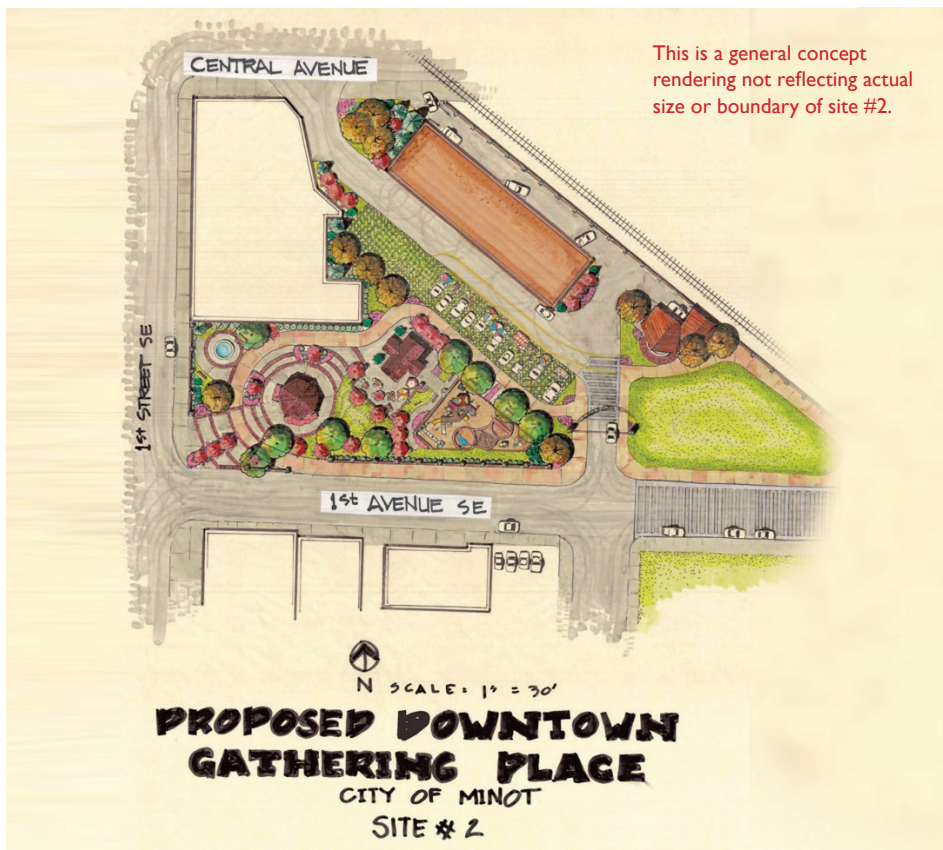 CENTRAL AVENUE
This is a general concept
rendering not reflecting actual
size or boundary of site #2.
1st STREET SE
1st AVENUE SE
N SCALE: 1" = 30'
PROPOSED DOWNTOWN
GATHERING PLACE
CITY OF MINOT
SITE # 2